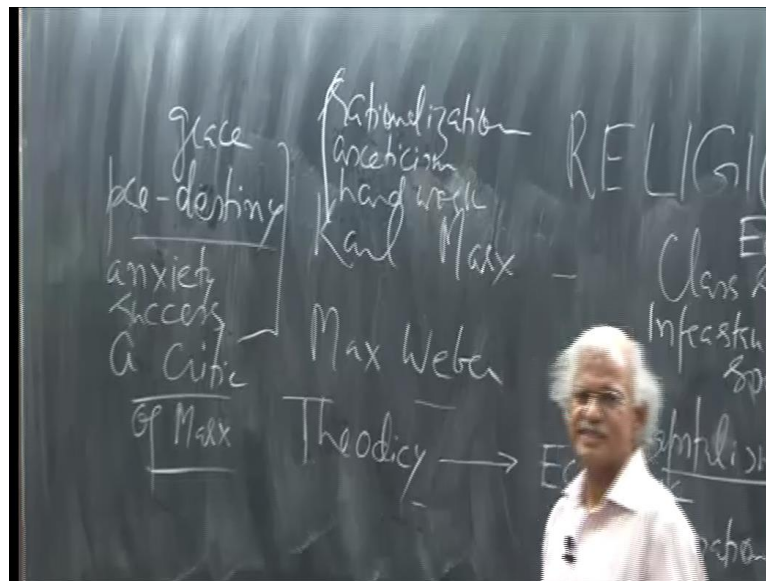 grace
pre-destiny
anxiety
success
A Critic
of Marx
Rationalization
asceticism
hard work
Karl Marx -
Max Weber
Theodicy →
RELIGIO
Class
Infrastru